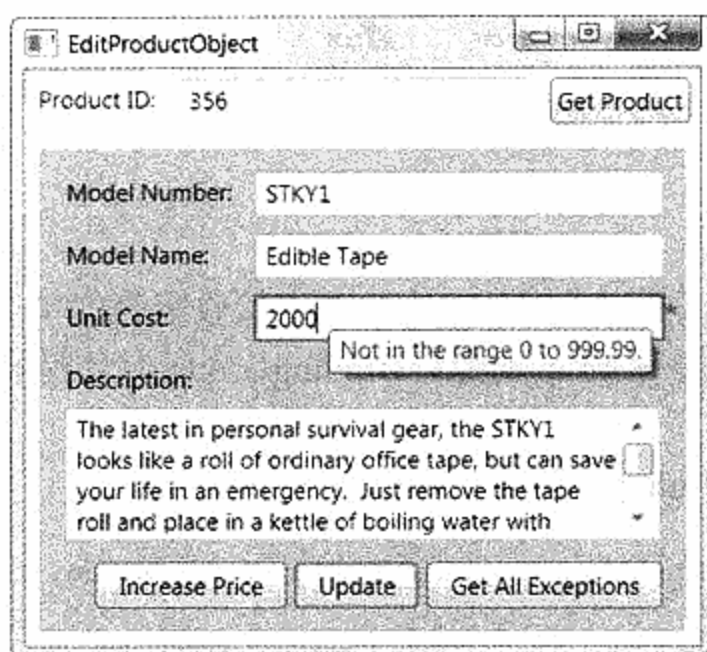 EditProductObject
Product ID: 356
Get Product
Model Number: STKY1
Model Name: Edible Tape
Unit Cost: 2000 *
Not in the range 0 to 999.99.
Description:
The latest in personal survival gear, the STKY1
looks like a roll of ordinary office tape, but can save
your life in an emergency. Just remove the tape
roll and place in a kettle of boiling water with
Increase Price Update Get All Exceptions